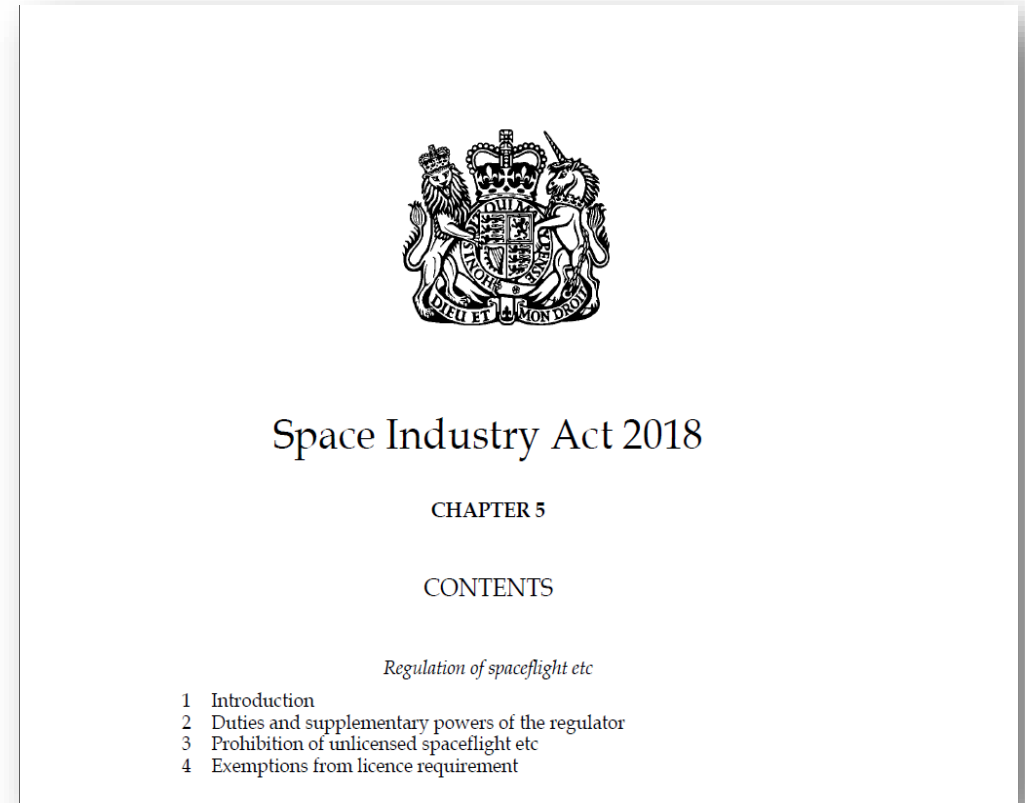 QUI M
PENSE
HONI S
DIEU ET MON DROIT
Space Industry Act 2018
CHAPTER 5
CONTENTS
Regulation of spaceflight etc
1 Introduction
2 Duties and supplementary powers of the regulator
3 Prohibition of unlicensed spaceflight etc
4 Exemptions from licence requirement